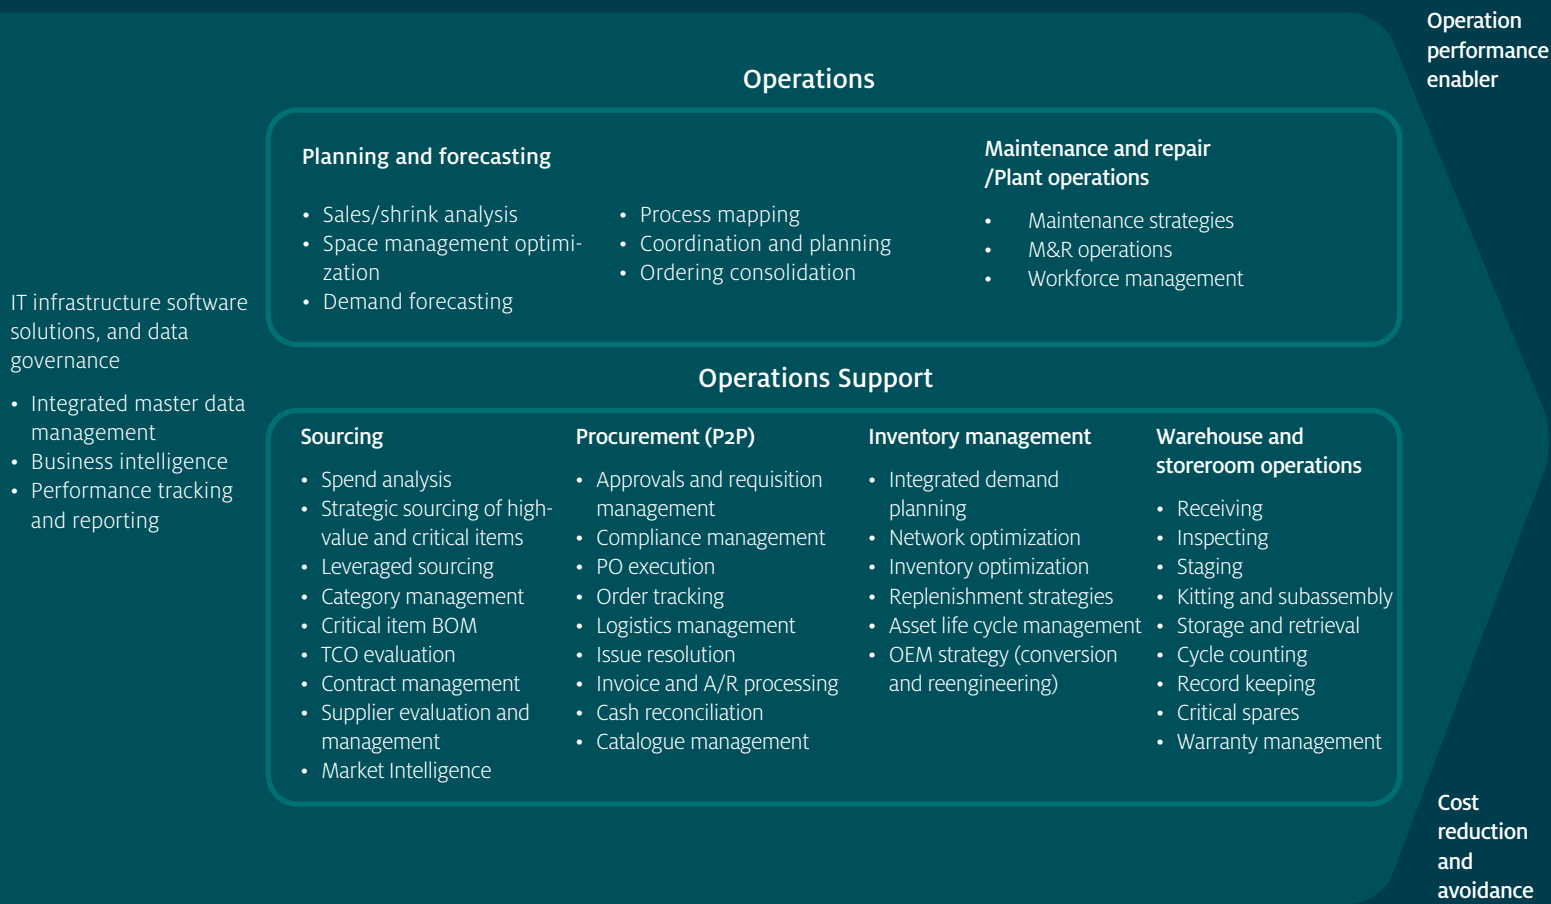 Operation
performance
enabler
Operations
Planning and forecasting
• Sales/shrink analysis
• Space management optimi-
zation
• Demand forecasting
• Process mapping
• Coordination and planning
• Ordering consolidation
Maintenance and repair
/Plant operations
• Maintenance strategies
• M&R operations
• Workforce management
IT infrastructure software
solutions, and data
governance
• Integrated master data
management
• Business intelligence
• Performance tracking
and reporting
Operations Support
Sourcing
• Spend analysis
• Strategic sourcing of high-
value and critical items
• Leveraged sourcing
• Category management
• Critical item BOM
• TCO evaluation
• Contract management
• Supplier evaluation and
management
• Market Intelligence
Procurement (P2P)
• Approvals and requisition
management
• Compliance management
• PO execution
• Order tracking
• Logistics management
• Issue resolution
• Invoice and A/R processing
• Cash reconciliation
• Catalogue management
Inventory management
• Integrated demand
planning
• Network optimization
• Inventory optimization
• Replenishment strategies
• Asset life cycle management
• OEM strategy (conversion
and reengineering)
Warehouse and
storeroom operations
• Receiving
• Inspecting
• Staging
• Kitting and subassembly
• Storage and retrieval
• Cycle counting
• Record keeping
• Critical spares
• Warranty management
Cost
reduction
and
avoidance